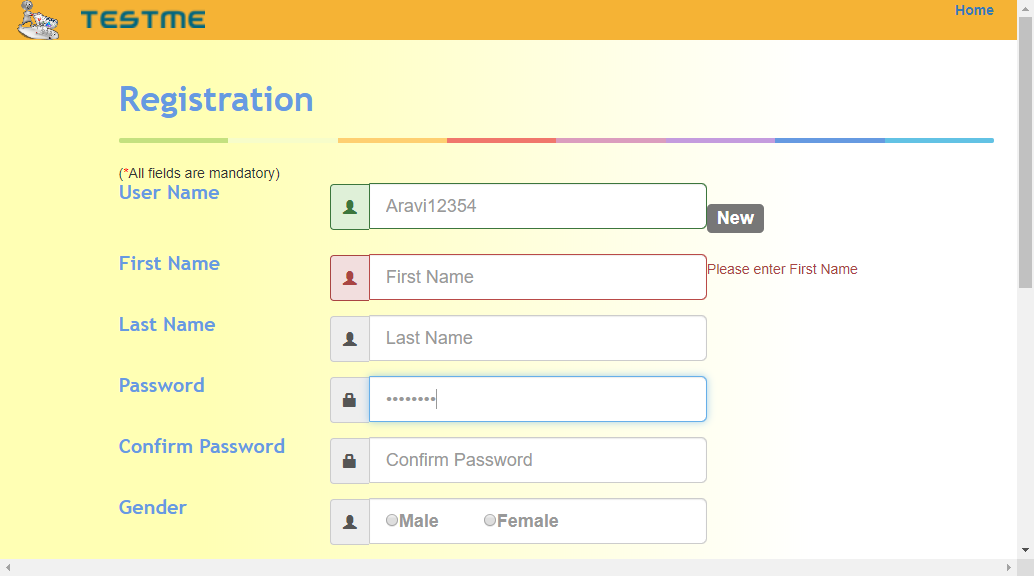 TESTME
Home
Registration
(*All fields are mandatory)
User Name
Aravi12354
New
First Name
First Name
Please enter First Name
Last Name
Last Name
Password
••••••••
Confirm Password
Confirm Password
Gender
Male
Female